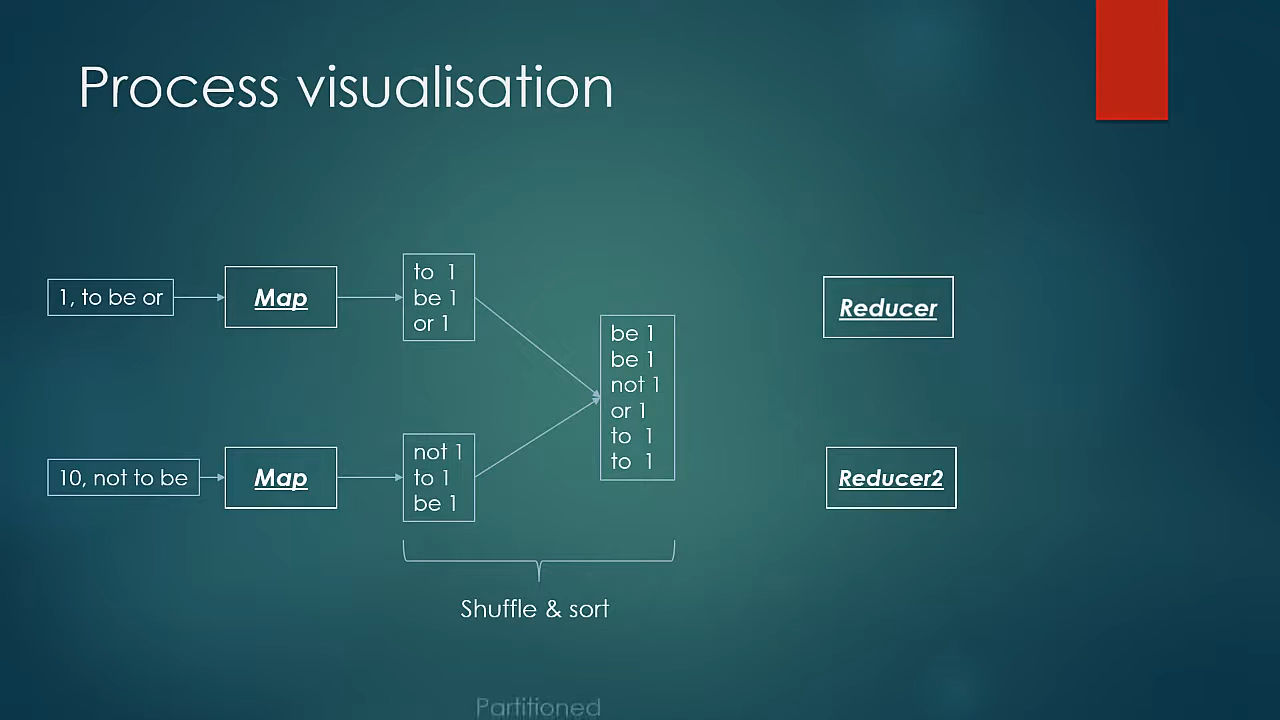 Process visualisation
1, to be or
Map
to 1
be 1
or 1
10, not to be
Map
not 1
to 1
be 1
be 1
be 1
not 1
or 1
to 1
to 1
Reducer
Reducer2
Shuffle & sort
Partitioned